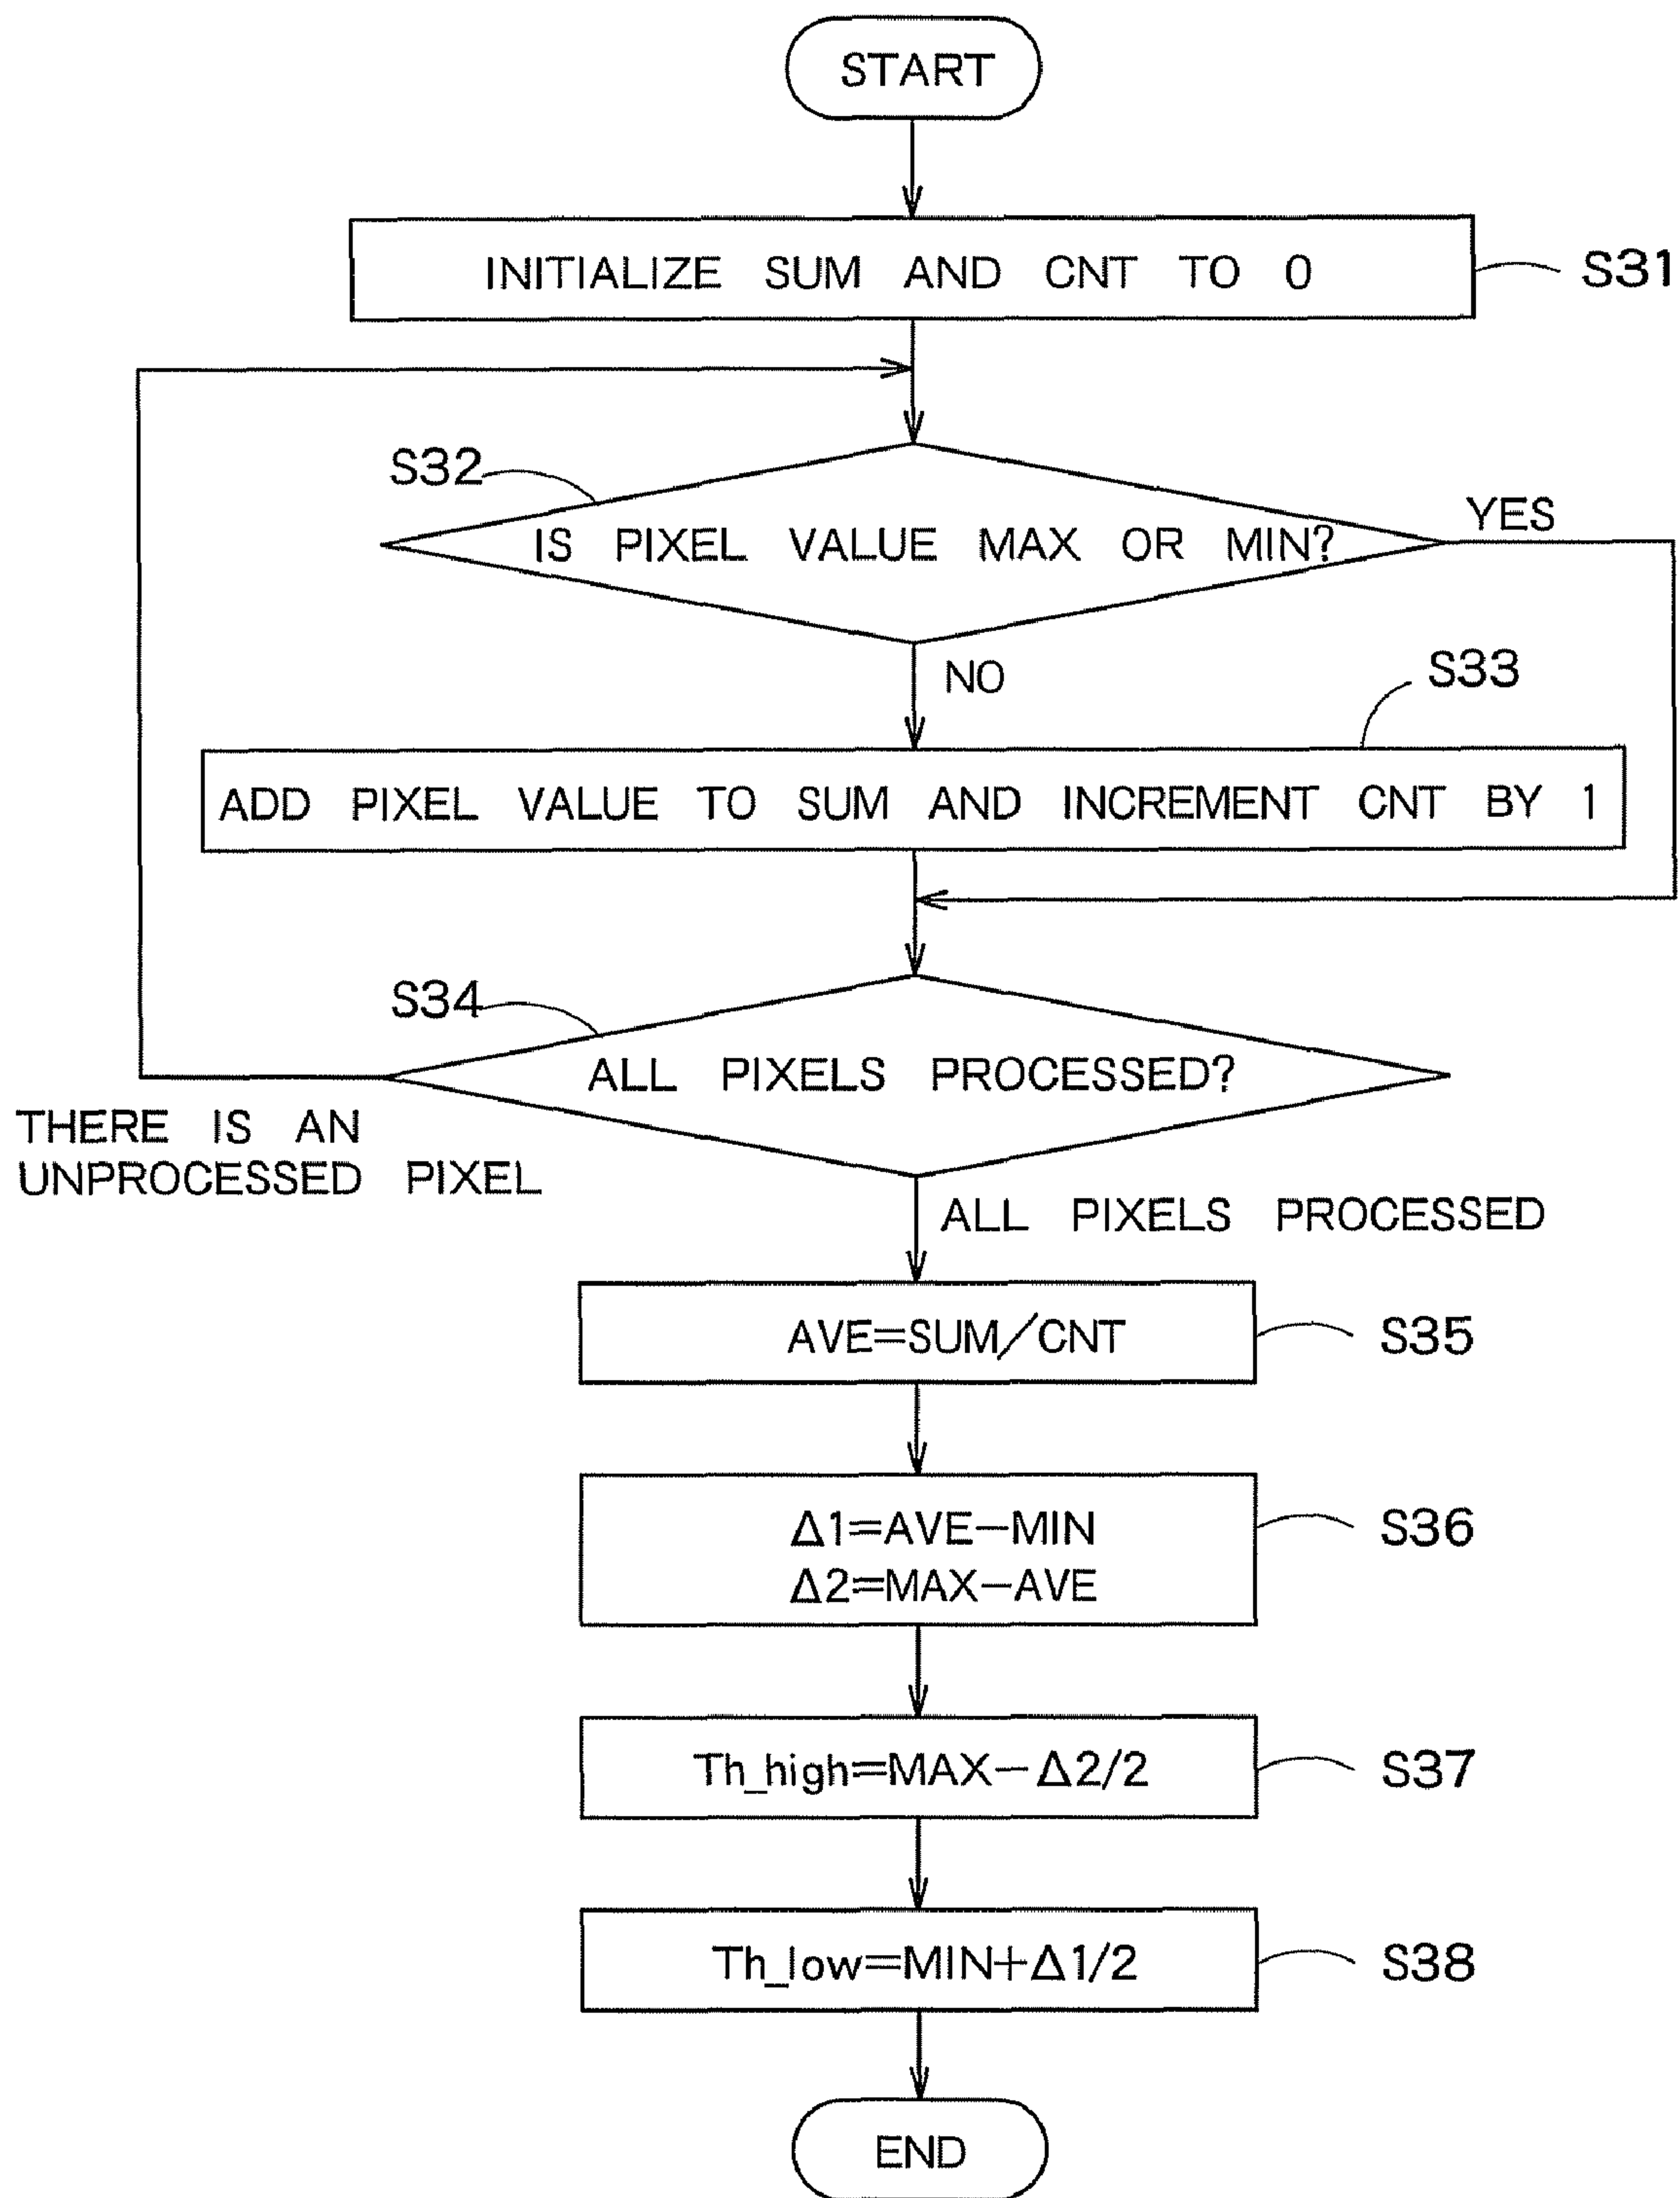 START
INITIALIZE SUM AND CNT TO 0
S31
S32
IS PIXEL VALUE MAX OR MIN?
YES
NO
S33
ADD PIXEL VALUE TO SUM AND INCREMENT CNT BY 1
S34
ALL PIXELS PROCESSED?
THERE IS AN
UNPROCESSED PIXEL
ALL PIXELS PROCESSED
AVE=SUM/CNT
S35
Δ1=AVE−MIN
Δ2=MAX−AVE
S36
Th_high=MAX−Δ2/2
S37
Th_low=MIN+Δ1/2
S38
END